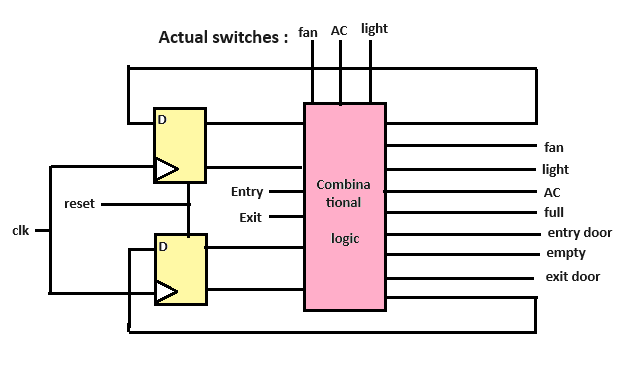 Actual switches : fan AC light
D
Entry
Exit
reset
clk
D
Combina
tional
logic
fan
light
AC
full
entry door
empty
exit door